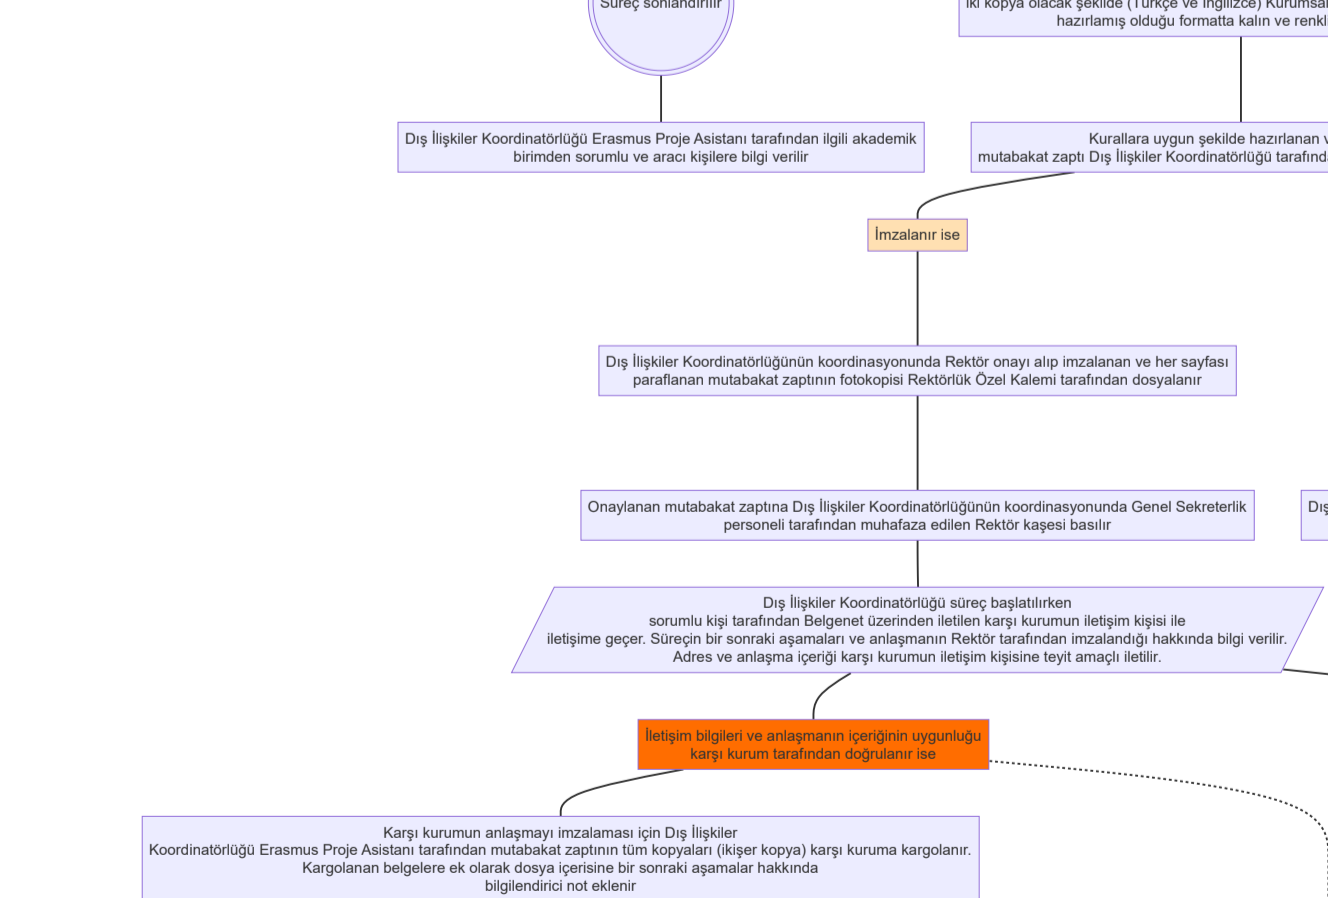 Süreç sonlandırılır
iki kopya olacak şekilde (Türkçe ve İngilizce) Kurumsal
hazırlamış olduğu formatta kalın ve renkli
Dış İlişkiler Koordinatörlüğü Erasmus Proje Asistanı tarafından ilgili akademik
birimden sorumlu ve aracı kişilere bilgi verilir
Kurallara uygun şekilde hazırlanan
mutabakat zaptı Dış İlişkiler Koordinatörlüğü
İmzalanır ise
Dış İlişkiler Koordinatörlüğünün koordinasyonunda Rektör onayı alıp imzalanan ve her sayfası
paraflanan mutabakat zaptının fotokopisi Rektörlük Özel Kalemi tarafından dosyalanır
Onaylanan mutabakat zaptına Dış İlişkiler Koordinatörlüğünün koordinasyonunda Genel Sekreterlik
personeli tarafından muhafaza edilen Rektör kaşesi basılır
Dış
Dış İlişkiler Koordinatörlüğü süreç başlatılırken
sorumlu kişi tarafından Belgenet üzerinden iletilen karşı kurumun iletişim kişisi ile
iletişime geçer. Süreçin bir sonraki aşamaları ve anlaşmanın Rektör tarafından imzalandığı hakkında bilgi verilir.
Adres ve anlaşma içeriği karşı kurumun iletişim kişisine teyit amaçlı iletilir.
İletişim bilgileri ve anlaşmanın içeriğinin uygunluğu
karşı kurum tarafından doğrulanır ise
Karşı kurumun anlaşmayı imzalaması için Dış İlişkiler
Koordinatörlüğü Erasmus Proje Asistanı tarafından mutabakat zaptının tüm kopyaları (ikişer kopya) karşı kuruma kargolanır.
Kargolanan belgelere ek olarak dosya içerisine bir sonraki aşamalar hakkında
bilgilendirici not eklenir